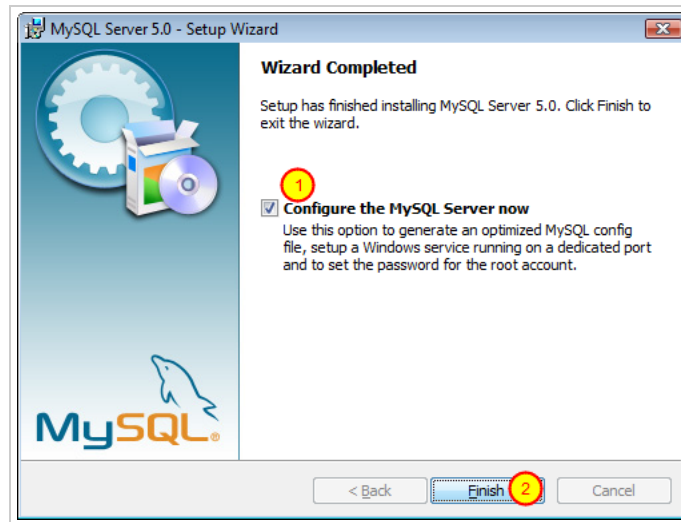 MySQL Server 5.0 - Setup Wizard
Wizard Completed
Setup has finished installing MySQL Server 5.0. Click Finish to
exit the wizard.
1
Configure the MySQL Server now
Use this option to generate an optimized MySQL config
file, setup a Windows service running on a dedicated port
and to set the password for the root account.
MySQL®
< Back Finish 2 Cancel